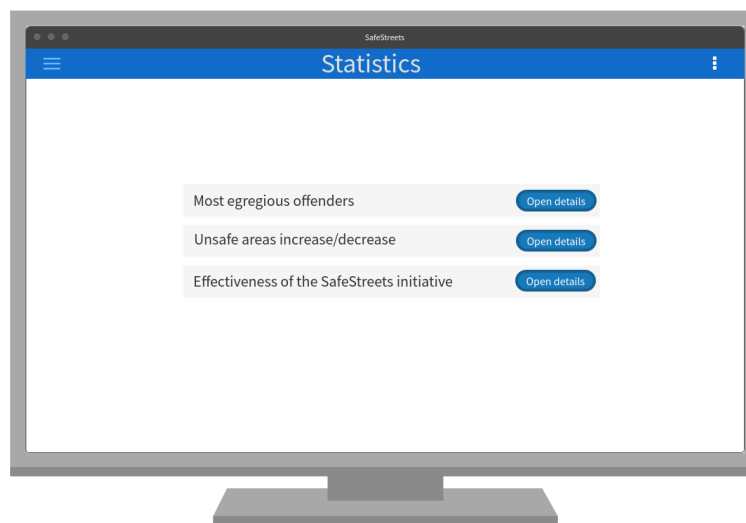 SafeStreets
Statistics
Most egregious offenders Open details
Unsafe areas increase/decrease Open details
Effectiveness of the SafeStreets initiative Open details